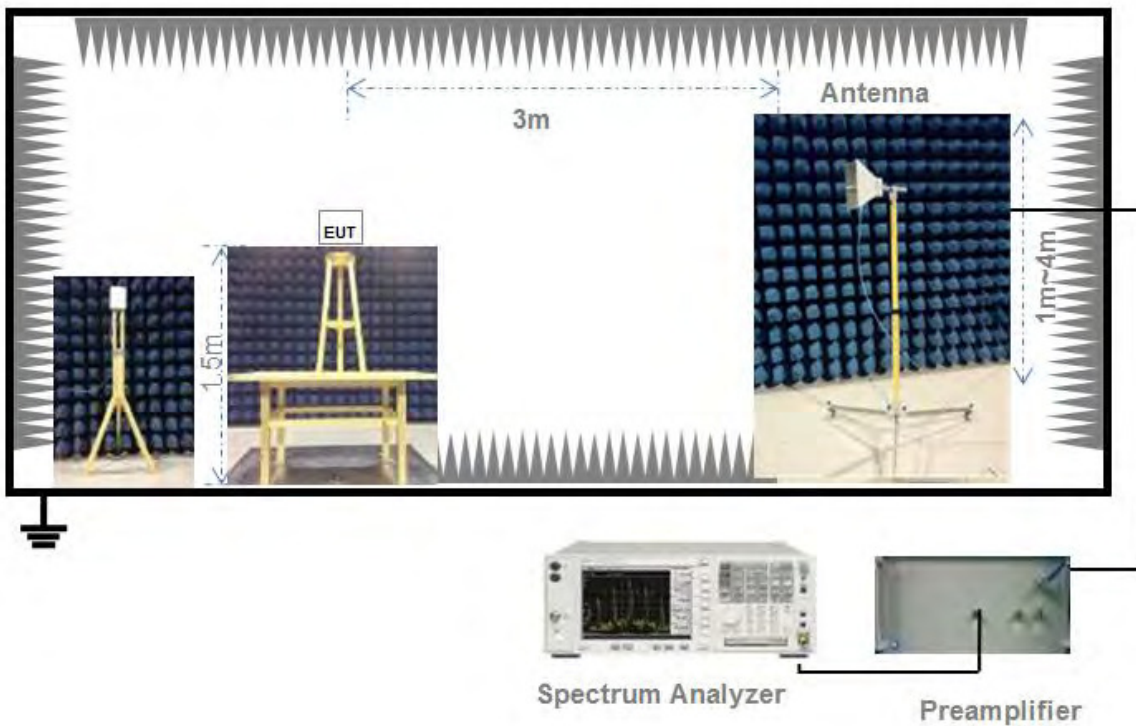 Antenna
3m
EUT
1.5m
1m~4m
Spectrum Analyzer
Preamplifier